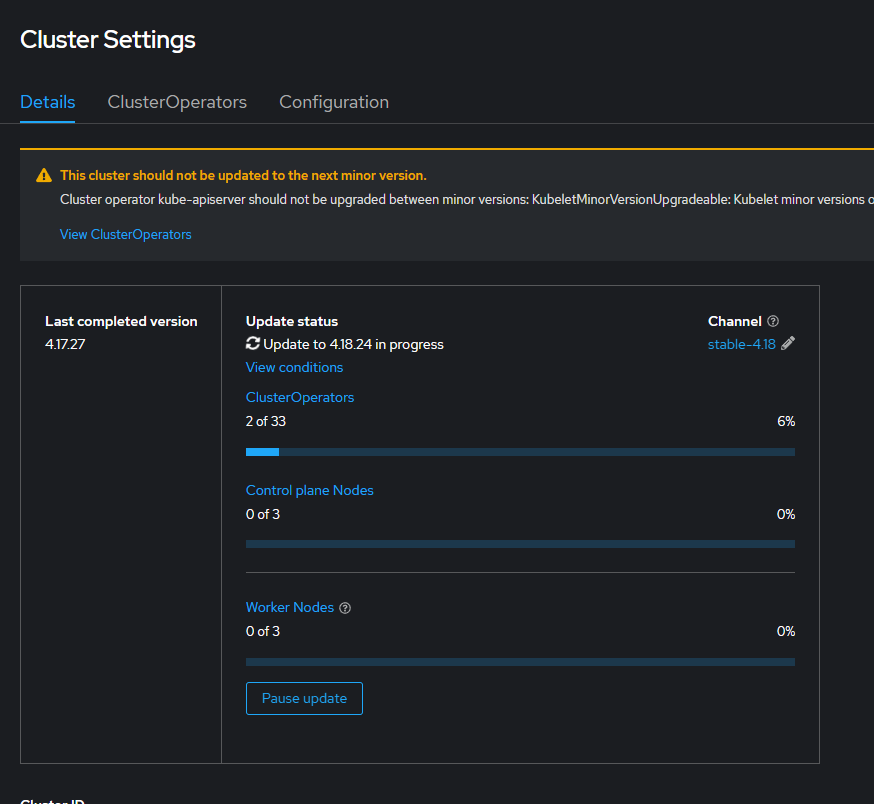 Cluster Settings
Details ClusterOperators Configuration
This cluster should not be updated to the next minor version.
Cluster operator kube-apiserver should not be upgraded between minor versions: KubeletMinorVersionUpgradeable: Kubelet minor versions o
View ClusterOperators
Last completed version
4.17.27
Update status
Update to 4.18.24 in progress
View conditions
Channel
stable-4.18
ClusterOperators
2 of 33 6%
Control plane Nodes
0 of 3 0%
Worker Nodes
0 of 3 0%
Pause update
Cluster ID